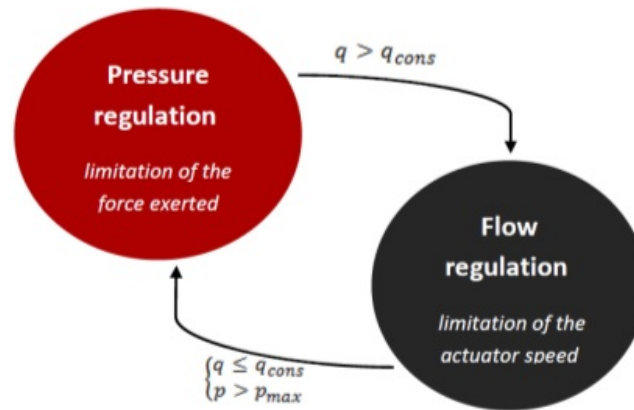 Pressure
regulation
limitation of the
force exerted
q > q_cons
Flow
regulation
limitation of the
actuator speed
{q ≤ q_cons
{p > p_max